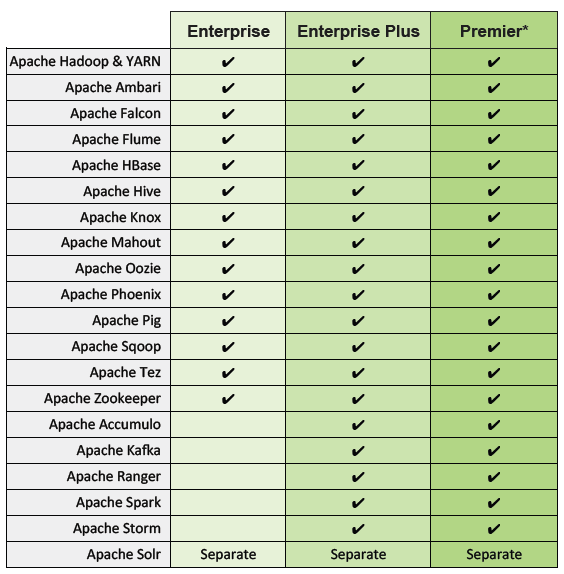 Enterprise Enterprise Plus Premier*
Apache Hadoop & YARN ✔ ✔ ✔
Apache Ambari ✔ ✔ ✔
Apache Falcon ✔ ✔ ✔
Apache Flume ✔ ✔ ✔
Apache HBase ✔ ✔ ✔
Apache Hive ✔ ✔ ✔
Apache Knox ✔ ✔ ✔
Apache Mahout ✔ ✔ ✔
Apache Oozie ✔ ✔ ✔
Apache Phoenix ✔ ✔ ✔
Apache Pig ✔ ✔ ✔
Apache Sqoop ✔ ✔ ✔
Apache Tez ✔ ✔ ✔
Apache Zookeeper ✔ ✔ ✔
Apache Accumulo ✔ ✔
Apache Kafka ✔ ✔
Apache Ranger ✔ ✔
Apache Spark ✔ ✔
Apache Storm ✔ ✔
Apache Solr Separate Separate Separate